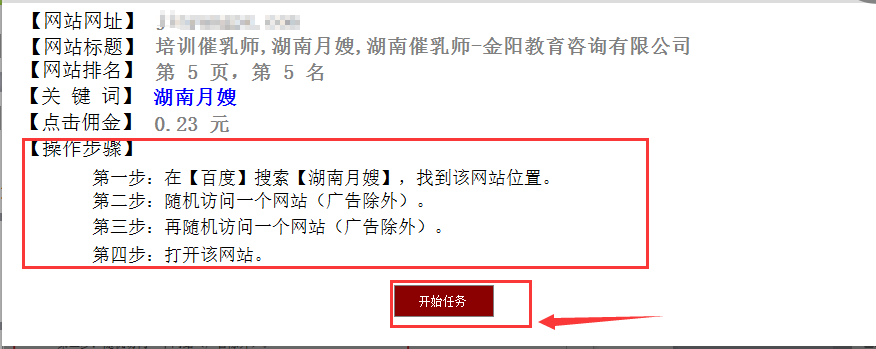 【网站网址】
【网站标题】 培训催乳师,湖南月嫂,湖南催乳师-金阳教育咨询有限公司
【网站排名】 第 5 页, 第 5 名
【关 键 词】 湖南月嫂
【点击佣金】 0.23 元
【操作步骤】
第一步：在【百度】搜索【湖南月嫂】，找到该网站位置。
第二步：随机访问一个网站（广告除外）。
第三步：再随机访问一个网站（广告除外）。
第四步：打开该网站。
开始任务